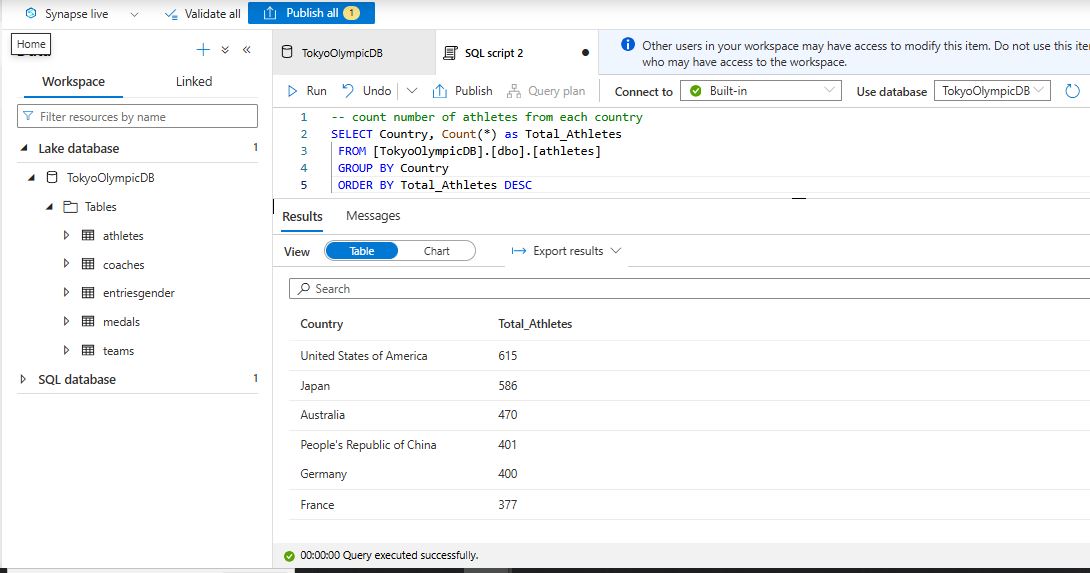 Synapse live
Validate all
Publish all 1
Home
Workspace
Linked
Filter resources by name
Lake database 1
TokyoOlympicDB
Tables
athletes
coaches
entriesgender
medals
teams
SQL database 1
TokyoOlympicDB
SQL script 2
Other users in your workspace may have access to modify this item. Do not use this
who may have access to the workspace.
Run
Undo
Publish
Query plan
Connect to
Built-in
Use database
TokyoOlympicDB
1 -- count number of athletes from each country
2 SELECT Country, Count(*) as Total_Athletes
3 FROM [TokyoOlympicDB].[dbo].[athletes]
4 GROUP BY Country
5 ORDER BY Total_Athletes DESC
Results
Messages
View
Table
Chart
Export results
Search
Country Total_Athletes
United States of America 615
Japan 586
Australia 470
People's Republic of China 401
Germany 400
France 377
00:00:00 Query executed successfully.